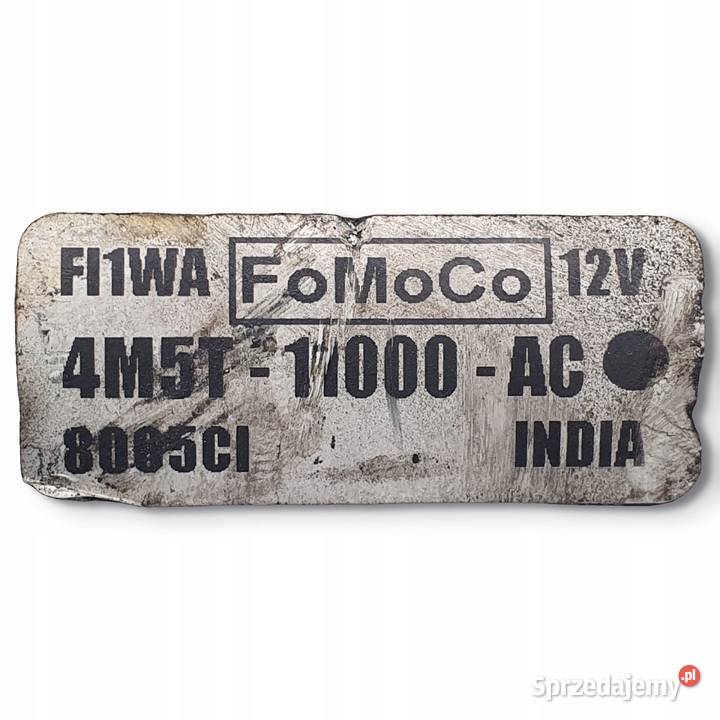 FI1WA FoMoCo 12V
4M5T - 11000 - AC
8005CI
INDIA
Sprzedajemy.pl